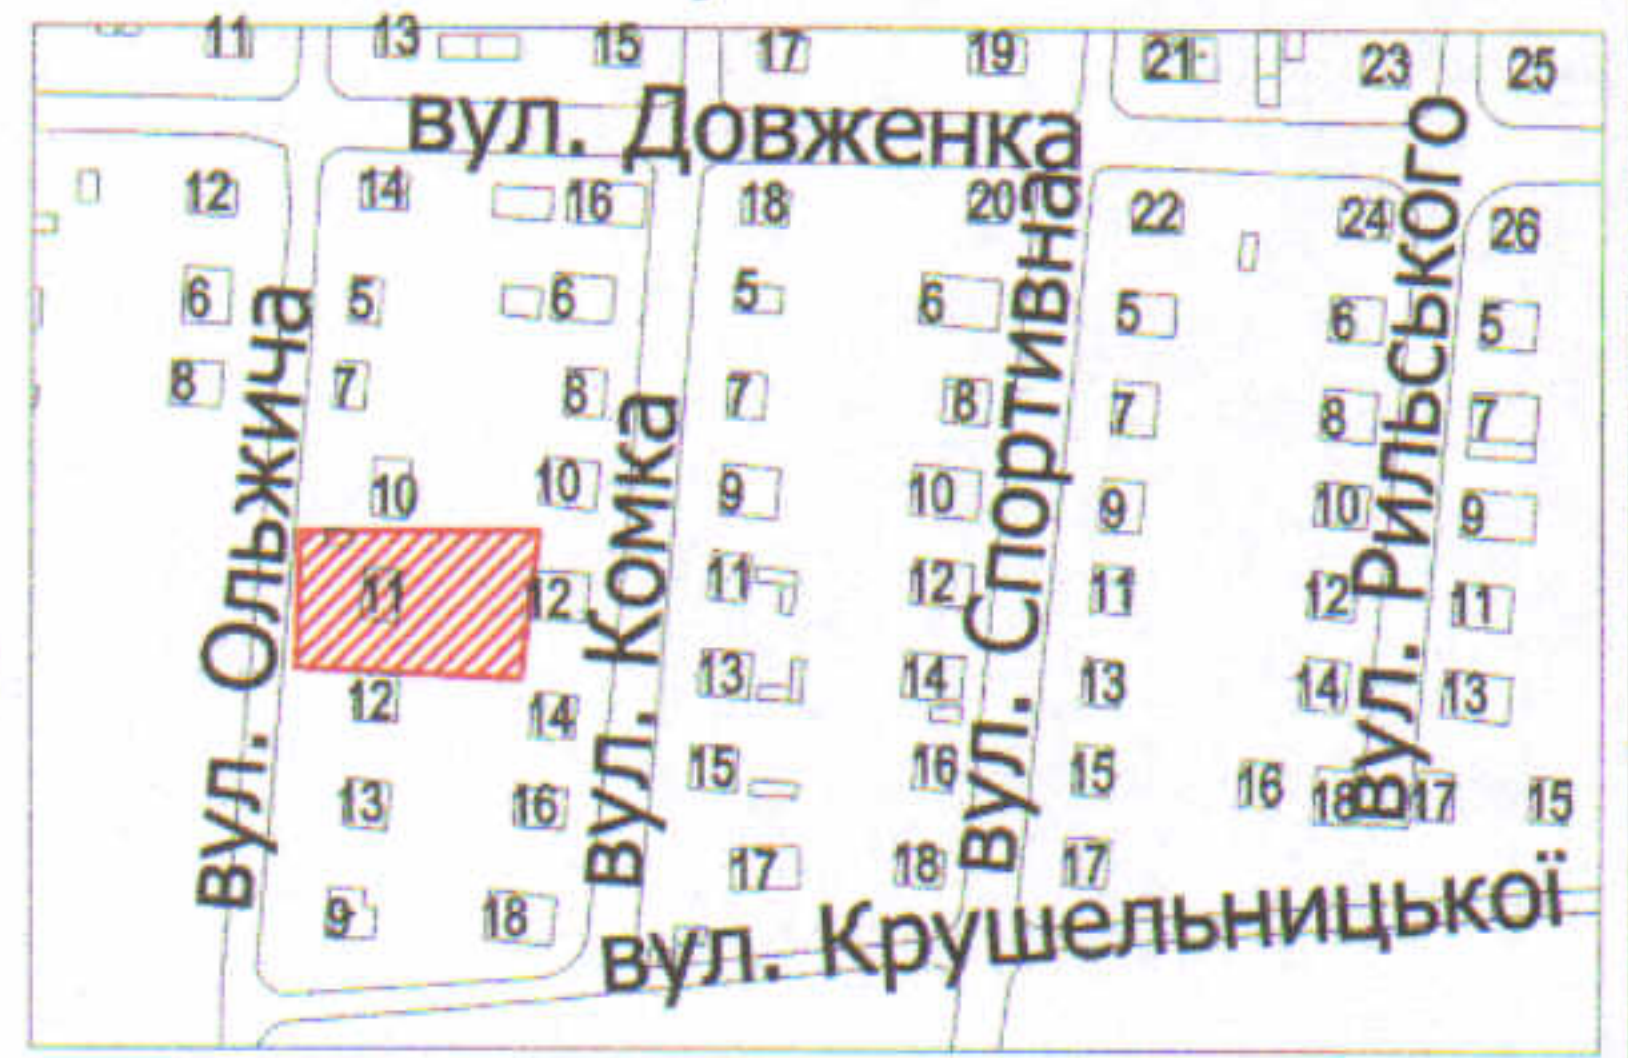 11 13 15 17 19 21 23 25
вул. Довженка
12 14 16 18 20 22 24 26
6 5 6 5 6 5 6 5
8 7 8 7 8 7 8 7
10 10 9 10 9 10 9
11 12 11 12 11 12 11
12 14 13 14 13 14 13
13 16 15 16 15 16 18 17 15
9 18 17 18 17
вул. Ольжича
вул. Комка
вул. Спортивна
вул. Рильського
вул. Крушельницької